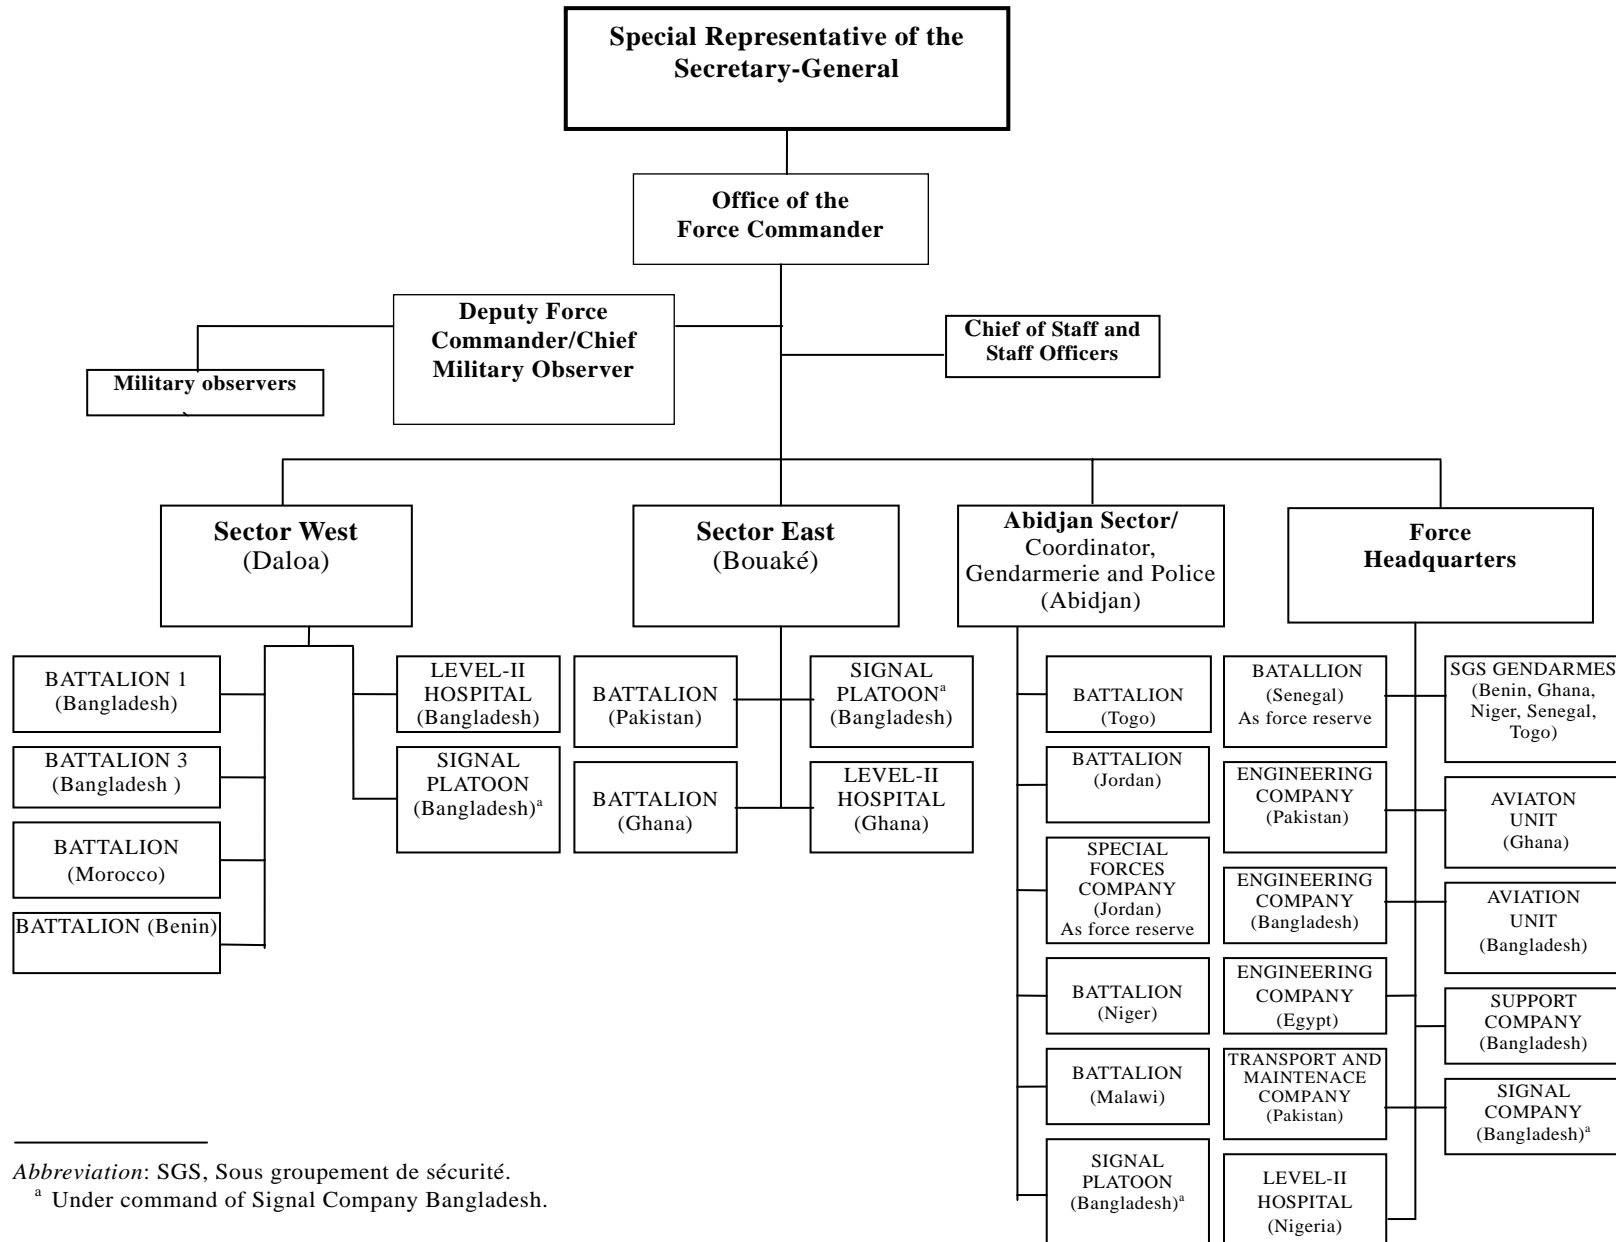 Special Representative of the
Secretary-General
Office of the
Force Commander
Deputy Force
Commander/Chief
Military Observer
Chief of Staff and
Staff Officers
Military observers
Sector West
(Daloa)
Sector East
(Bouaké)
Abidjan Sector/
Coordinator,
Gendarmerie and Police
(Abidjan)
Force
Headquarters
BATTALION 1
(Bangladesh)
BATTALION 3
(Bangladesh )
BATTALION
(Morocco)
BATTALION (Benin)
LEVEL-II
HOSPITAL
(Bangladesh)
SIGNAL
PLATOON
(Bangladesh)a
BATTALION
(Pakistan)
BATTALION
(Ghana)
SIGNAL
PLATOONa
(Bangladesh)
LEVEL-II
HOSPITAL
(Ghana)
BATTALION
(Togo)
BATTALION
(Jordan)
SPECIAL
FORCES
COMPANY
(Jordan)
As force reserve
BATTALION
(Niger)
BATTALION
(Malawi)
SIGNAL
PLATOON
(Bangladesh)a
BATALLION
(Senegal)
As force reserve
ENGINEERING
COMPANY
(Pakistan)
ENGINEERING
COMPANY
(Bangladesh)
ENGINEERING
COMPANY
(Egypt)
TRANSPORT AND
MAINTENACE
COMPANY
(Pakistan)
LEVEL-II
HOSPITAL
(Nigeria)
SGS GENDARMES
(Benin, Ghana,
Niger, Senegal,
Togo)
AVIATON
UNIT
(Ghana)
AVIATION
UNIT
(Bangladesh)
SUPPORT
COMPANY
(Bangladesh)
SIGNAL
COMPANY
(Bangladesh)a
Abbreviation: SGS, Sous groupement de sécurité.
a Under command of Signal Company Bangladesh.